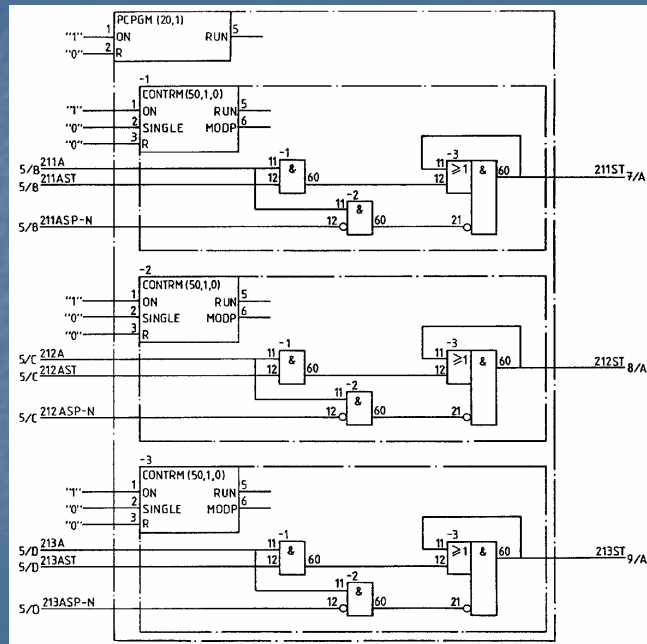 PCPGM (20,1)
"1" 1 ON RUN 5
"0" 2 R
-1
CONTRM (50,1,0)
"1" 1 ON RUN 5
"0" 2 SINGLE MODP 6
"0" 3 R
-1
-3
5/B 211A 11 & 60 11 ≥1 & 60 211ST 7/A
5/B 211AST 12 12
-2
11 &
5/B 211ASP-N 12 60 21
-2
CONTRM (50,1,0)
"1" 1 ON RUN 5
"0" 2 SINGLE MODP 6
"0" 3 R
-1
-3
5/C 212A 11 & 60 11 ≥1 & 60 212ST 8/A
5/C 212AST 12 12
-2
11 &
5/C 212ASP-N 12 60 21
-3
CONTRM (50,1,0)
"1" 1 ON RUN 5
"0" 2 SINGLE MODP 6
"0" 3 R
-1
-3
5/D 213A 11 & 60 11 ≥1 & 60 213ST 9/A
5/D 213AST 12 12
-2
11 &
5/D 213ASP-N 12 60 21